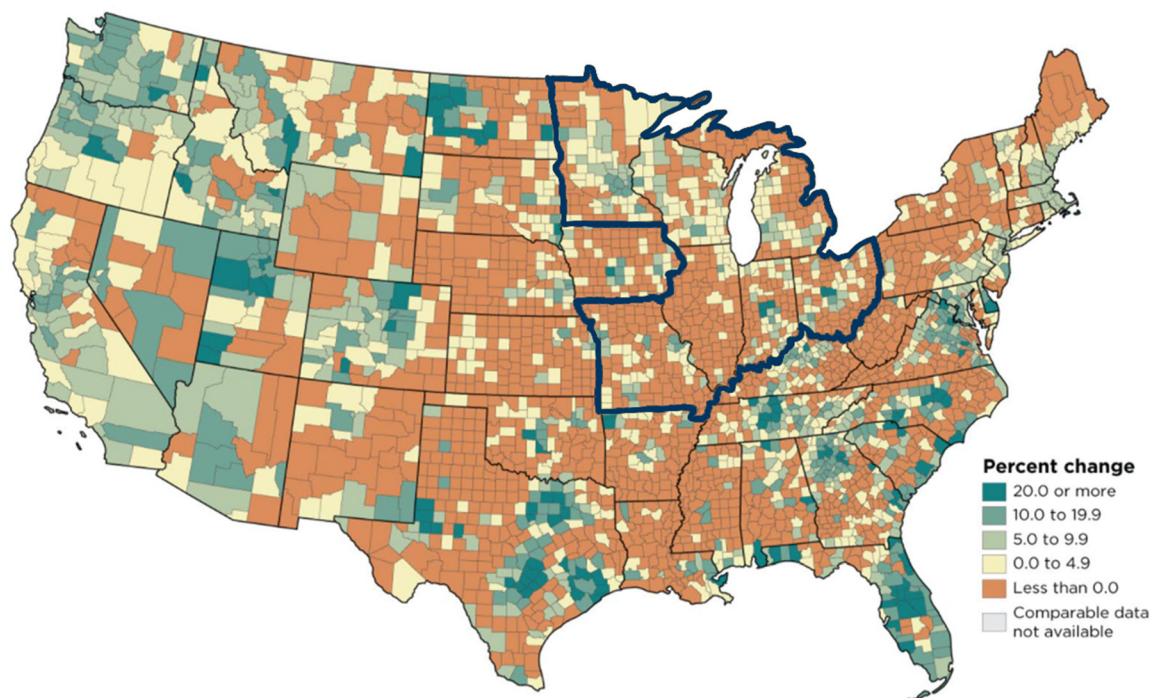 Percent change
20.0 or more
10.0 to 19.9
5.0 to 9.9
0.0 to 4.9
Less than 0.0
Comparable data
not available